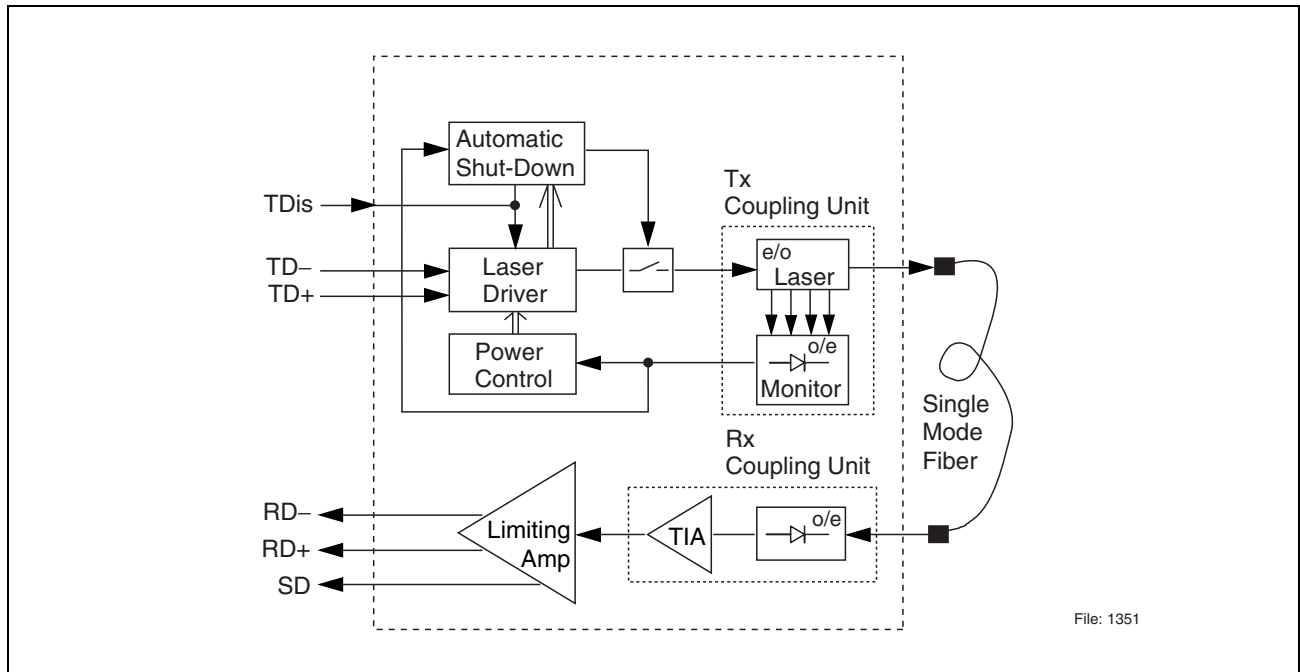 Automatic
Shut-Down
TDis
Tx
Coupling Unit
e/o
Laser
TD−
TD+
Laser
Driver
o/e
Monitor
Power
Control
Single
Mode
Fiber
Rx
Coupling Unit
RD−
RD+
SD
Limiting
Amp
TIA
o/e
File: 1351